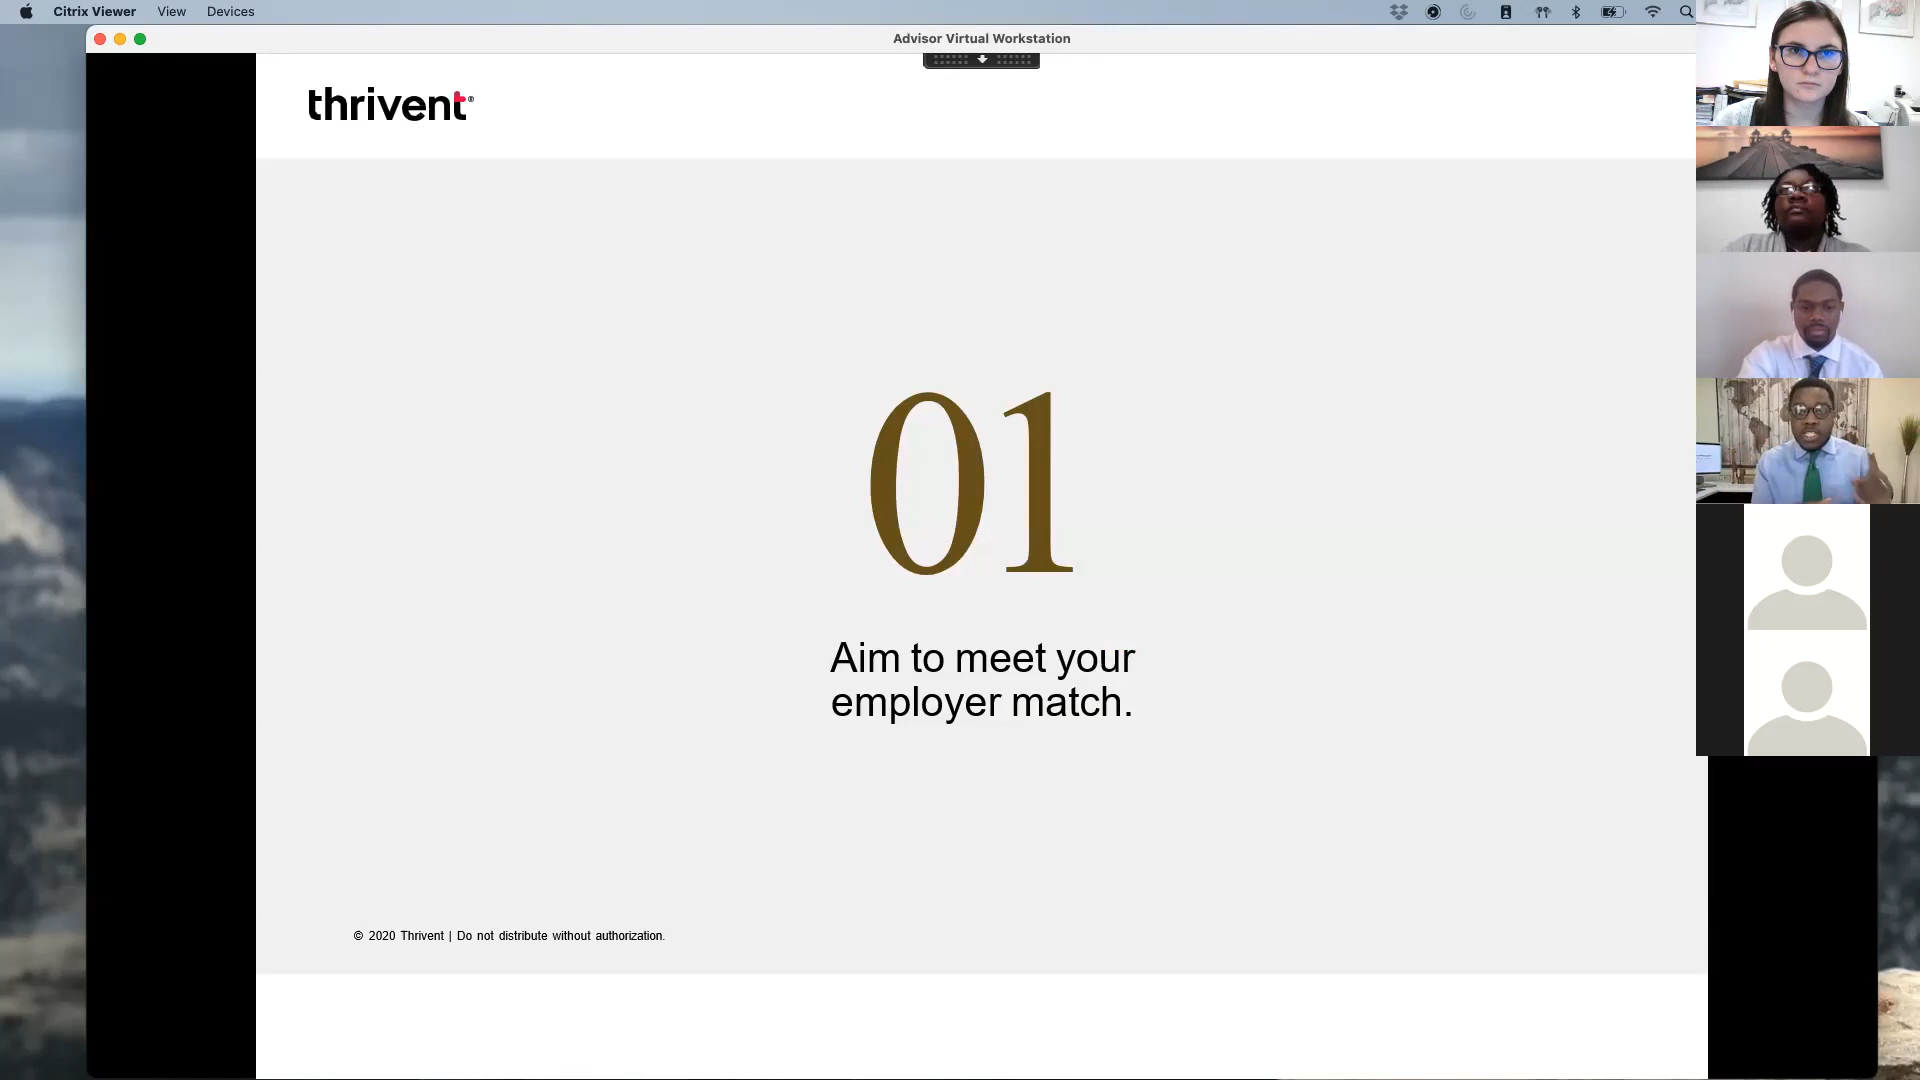 Citrix Viewer View Devices
Advisor Virtual Workstation
thrivent®
01
Aim to meet your
employer match.
© 2020 Thrivent | Do not distribute without authorization.